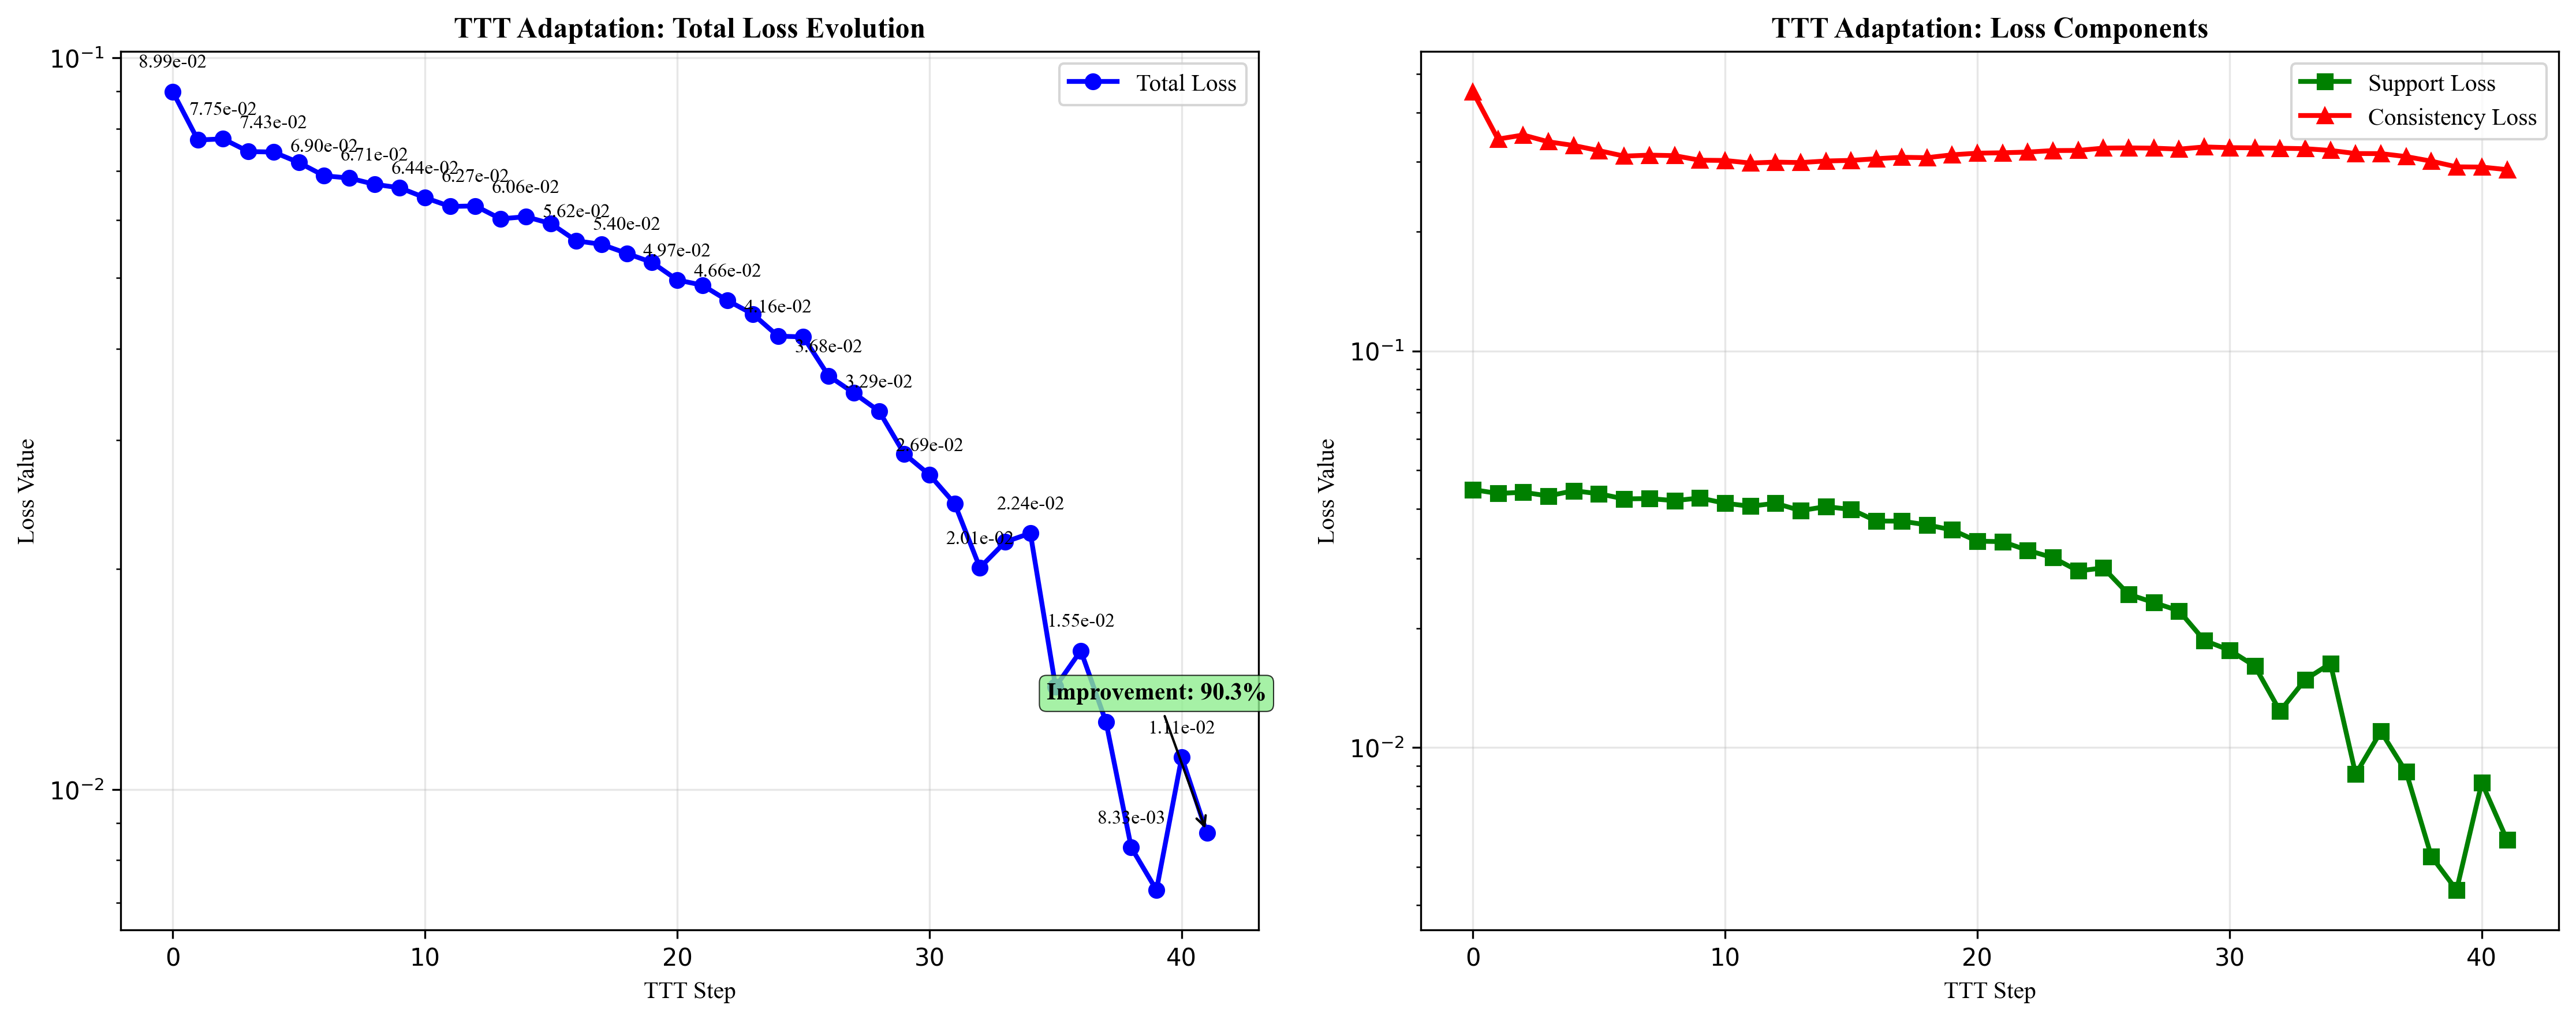 TTT Adaptation: Total Loss Evolution
10⁻¹
8.99e-02
Total Loss
7.75e-02
7.43e-02
6.90e-02
6.71e-02
6.44e-02
6.27e-02
6.06e-02
5.62e-02
5.40e-02
4.97e-02
4.66e-02
4.16e-02
3.68e-02
3.29e-02
2.69e-02
2.24e-02
2.01e-02
1.55e-02
Improvement: 90.3%
1.11e-02
10⁻²
8.33e-03
Loss Value
0 10 20 30 40
TTT Step
TTT Adaptation: Loss Components
Support Loss
Consistency Loss
10⁻¹
Loss Value
10⁻²
0 10 20 30 40
TTT Step